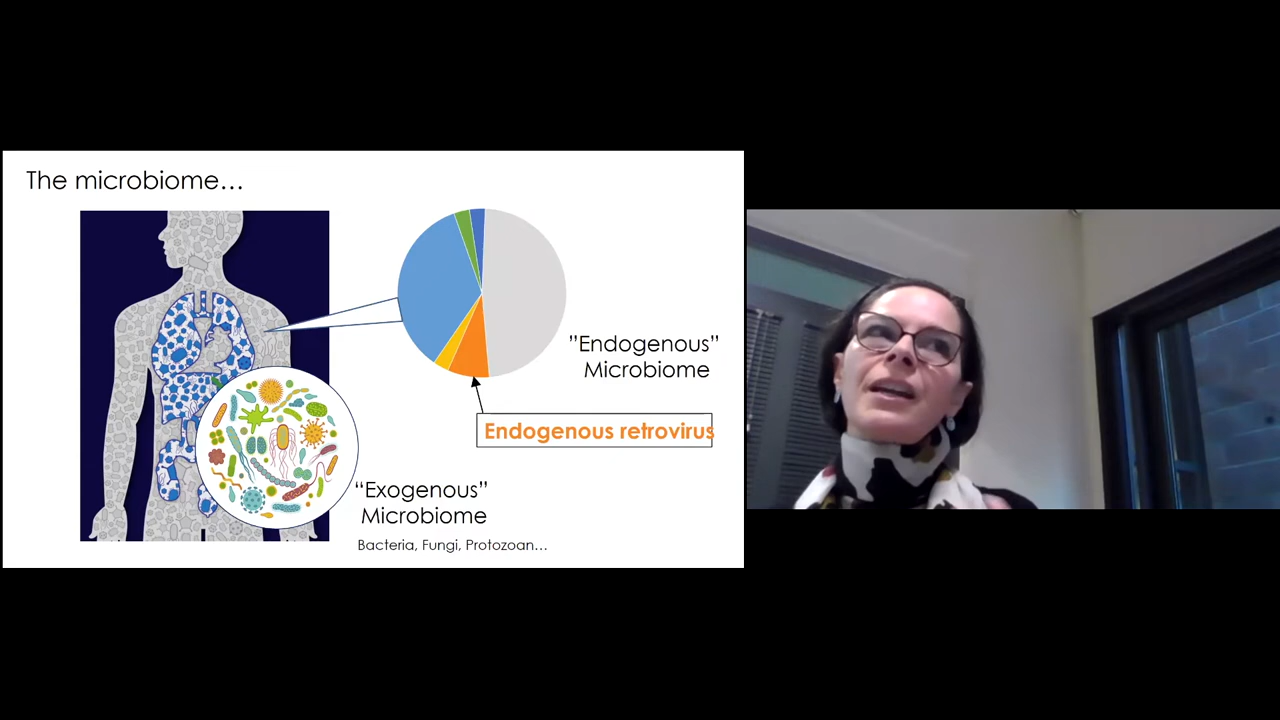 The microbiome…
”Endogenous”
Microbiome
Endogenous retrovirus
“Exogenous”
Microbiome
Bacteria, Fungi, Protozoan…